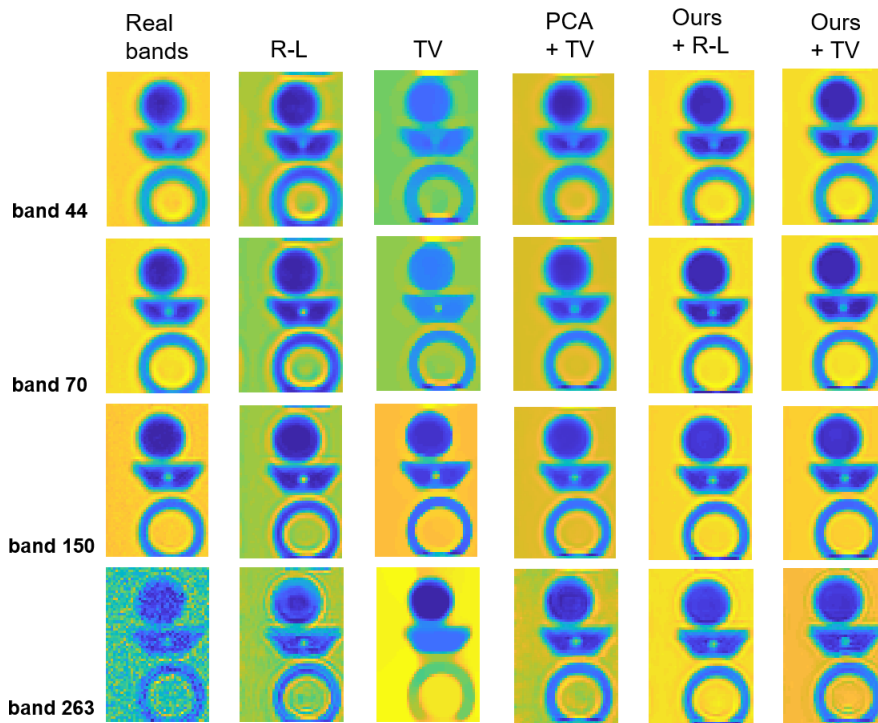 Real
bands
R-L
TV
PCA
+ TV
Ours
+ R-L
Ours
+ TV
band 44
band 70
band 150
band 263